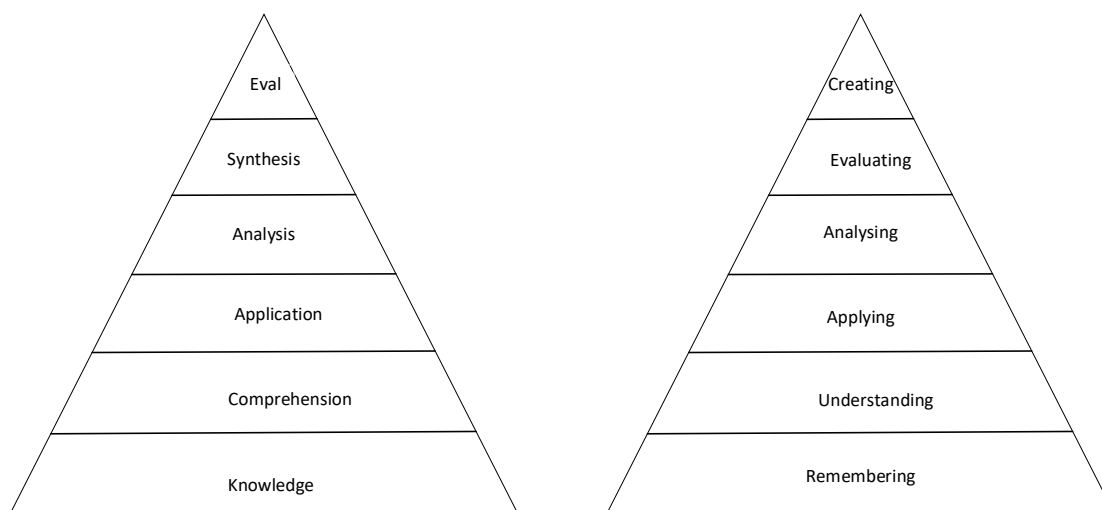 Eval
Synthesis
Analysis
Application
Comprehension
Knowledge
Creating
Evaluating
Analysing
Applying
Understanding
Remembering